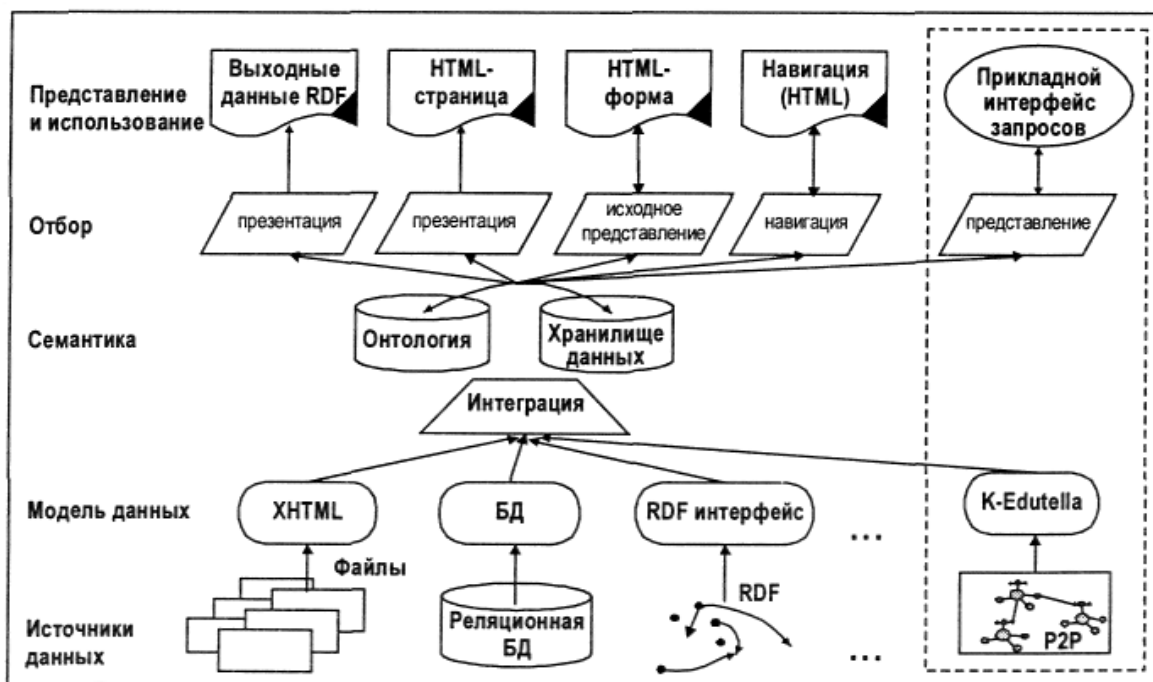 Представление
и использование
Выходные
данные RDF
HTML-
страница
HTML-
форма
Навигация
(HTML)
Прикладной
интерфейс
запросов
Отбор
презентация
презентация
исходное
представление
навигация
представление
Семантика
Онтология
Хранилище
данных
Интеграция
Модель данных
XHTML
БД
RDF интерфейс
...
K-Edutella
Источники
данных
Файлы
Реляционная
БД
RDF
...
P2P